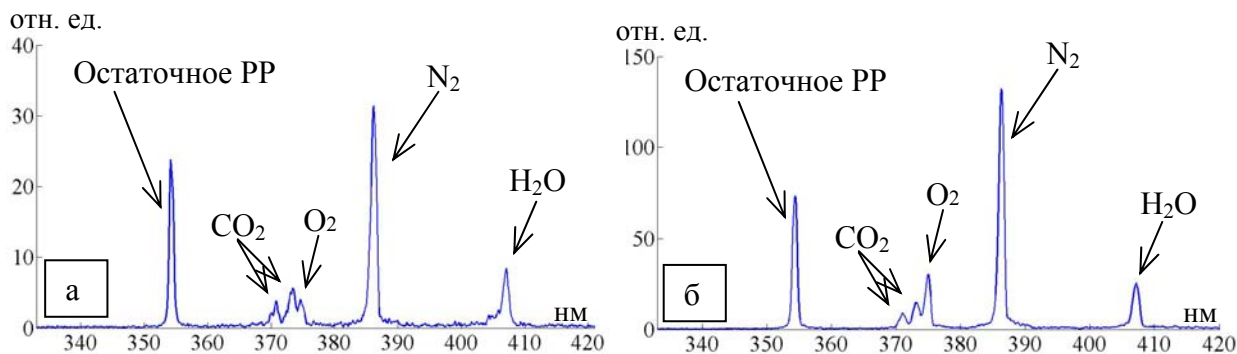 отн. ед.
40
30
20
10
0
Остаточное РР
CO₂
O₂
N₂
H₂O
а
нм
340 350 360 370 380 390 400 410 420
отн. ед.
150
100
50
0
Остаточное РР
CO₂
O₂
N₂
H₂O
б
нм
340 350 360 370 380 390 400 410 420